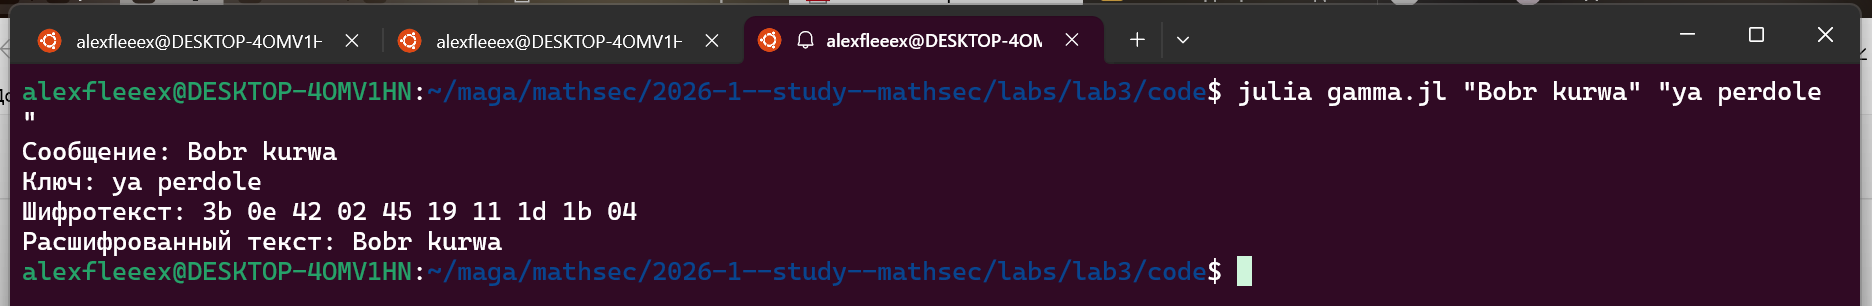 alexfleeex@DESKTOP-4OMV1H
alexfleeex@DESKTOP-4OMV1H
alexfleeex@DESKTOP-4OM
alexfleeex@DESKTOP-4OMV1HN:~/maga/mathsec/2026-1--study--mathsec/labs/lab3/code$ julia gamma.jl "Bobr kurwa" "ya perdole
"
Сообщение: Bobr kurwa
Ключ: ya perdole
Шифротекст: 3b 0e 42 02 45 19 11 1d 1b 04
Расшифрованный текст: Bobr kurwa
alexfleeex@DESKTOP-4OMV1HN:~/maga/mathsec/2026-1--study--mathsec/labs/lab3/code$